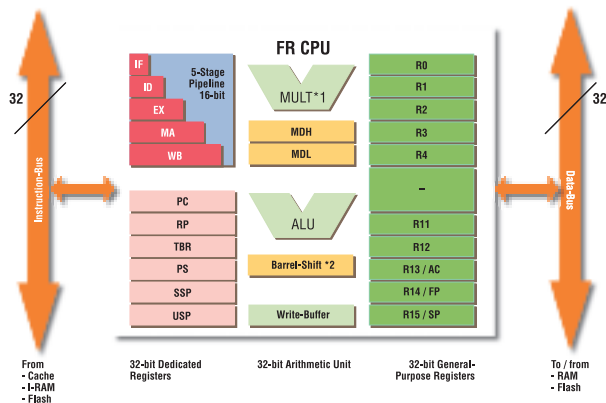 FR CPU
32
Instruction-Bus
IF
ID
EX
MA
WB
5-Stage
Pipeline
16-bit
PC
RP
TBR
PS
SSP
USP
MULT*1
MDH
MDL
ALU
Barrel-Shift *2
Write-Buffer
R0
R1
R2
R3
R4
–
R11
R12
R13 / AC
R14 / FP
R15 / SP
32
Data-Bus
From
- Cache
- I-RAM
- Flash
32-bit Dedicated
Registers
32-bit Arithmetic Unit
32-bit General-
Purpose Registers
To / from
- RAM
- Flash